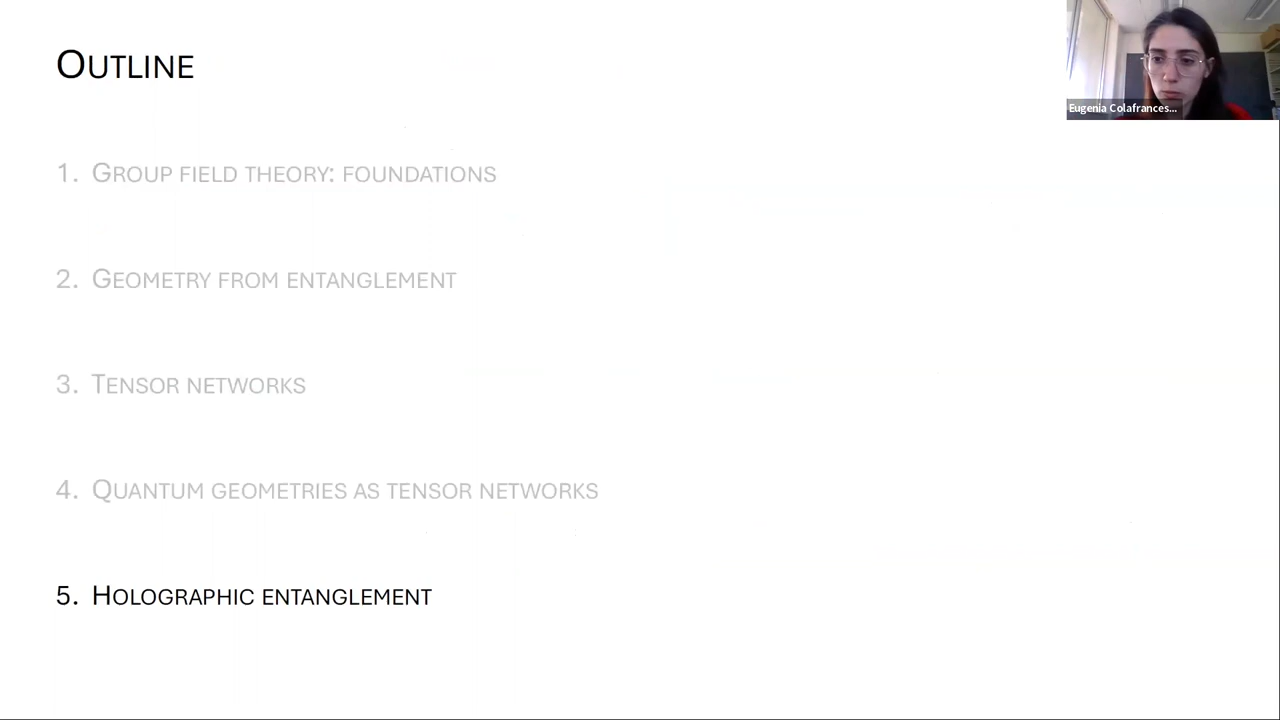 OUTLINE
Eugenia Colafrances...
1. GROUP FIELD THEORY: FOUNDATIONS
2. GEOMETRY FROM ENTANGLEMENT
3. TENSOR NETWORKS
4. QUANTUM GEOMETRIES AS TENSOR NETWORKS
5. HOLOGRAPHIC ENTANGLEMENT